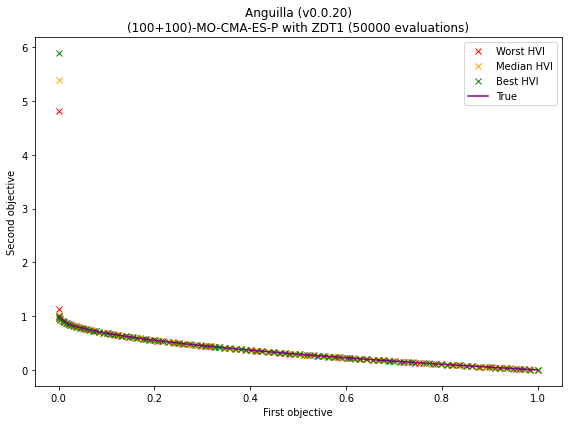 Anguilla (v0.0.20)
(100+100)-MO-CMA-ES-P with ZDT1 (50000 evaluations)
Worst HVI
Median HVI
Best HVI
True
Second objective
6
5
4
3
2
1
0
0.0 0.2 0.4 0.6 0.8 1.0
First objective